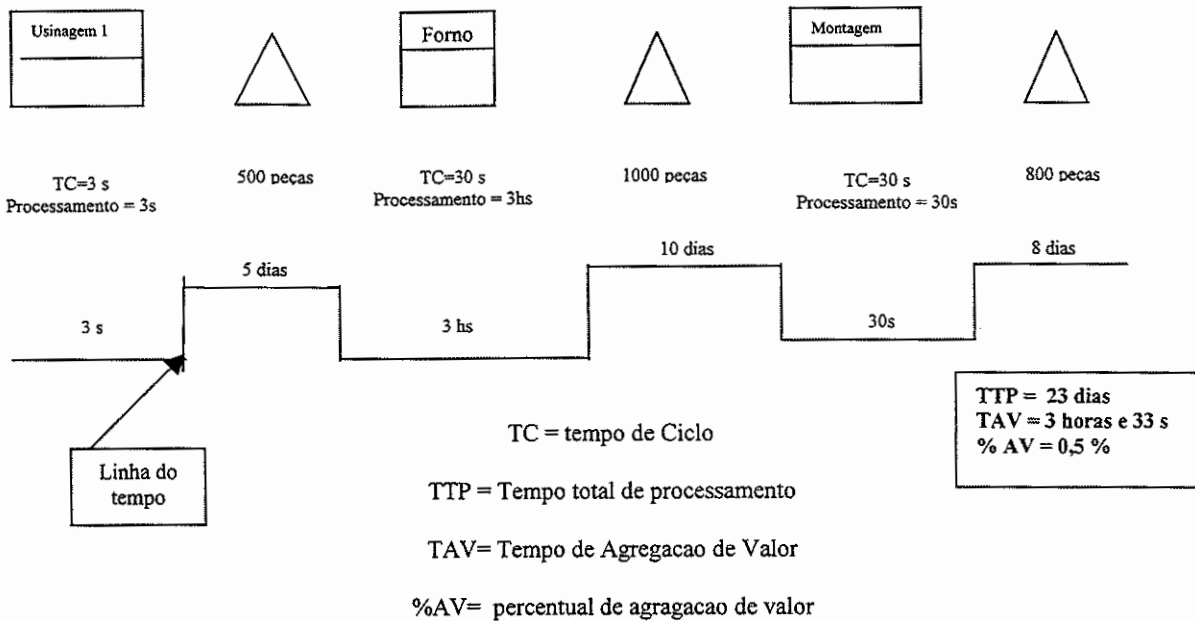 Usinagem 1
Forno
Montagem
TC=3 s
Processamento = 3s
500 peças
TC=30 s
Processamento = 3hs
1000 peças
TC=30 s
Processamento = 30s
800 peças
3 s
5 dias
3 hs
10 dias
30s
8 dias
Linha do
tempo
TTP = 23 dias
TAV = 3 horas e 33 s
% AV = 0,5 %
TC = tempo de Ciclo
TTP = Tempo total de processamento
TAV= Tempo de Agregacao de Valor
%AV= percentual de agragacao de valor